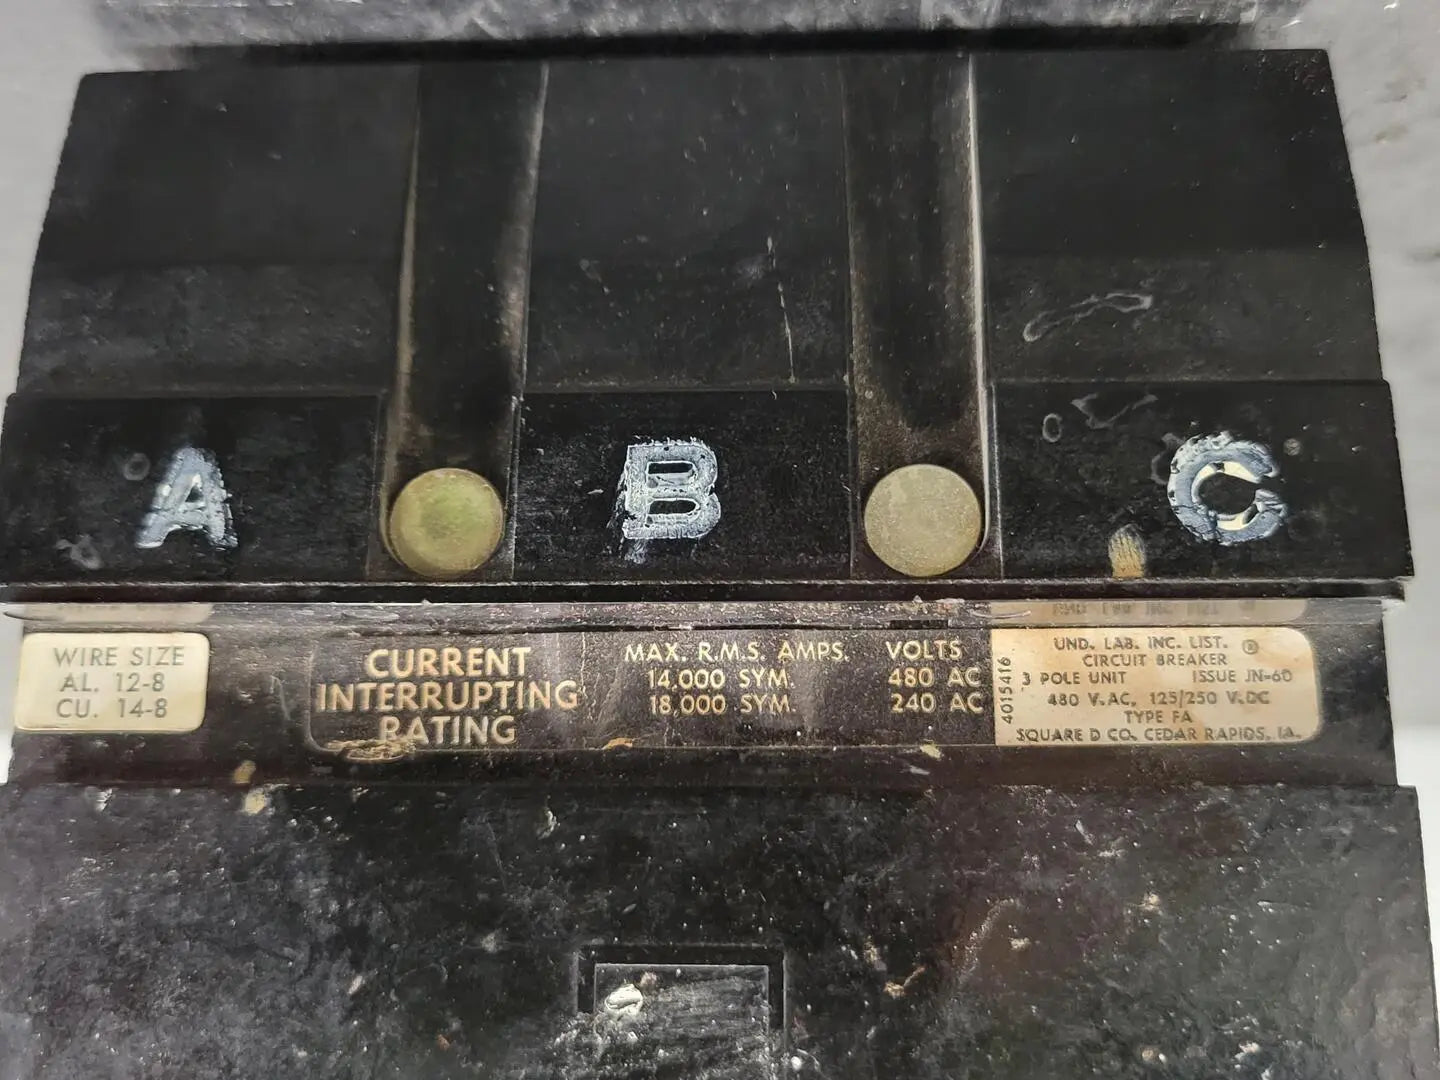 A B C
WIRE SIZE
AL. 12-8
CU. 14-8
CURRENT
INTERRUPTING
RATING
MAX. R.M.S. AMPS. VOLTS
14,000 SYM. 480 AC
18,000 SYM. 240 AC
4015416
UND. LAB. INC. LIST. ®
CIRCUIT BREAKER
3 POLE UNIT ISSUE JN-60
480 V.AC, 125/250 V.DC
TYPE FA
SQUARE D CO. CEDAR RAPIDS, IA.